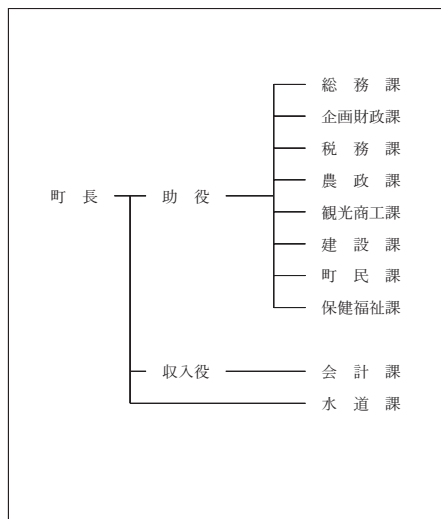 総務課
企画財政課
税務課
農政課
町長 助役
観光商工課
建設課
町民課
保健福祉課
収入役 会計課
水道課